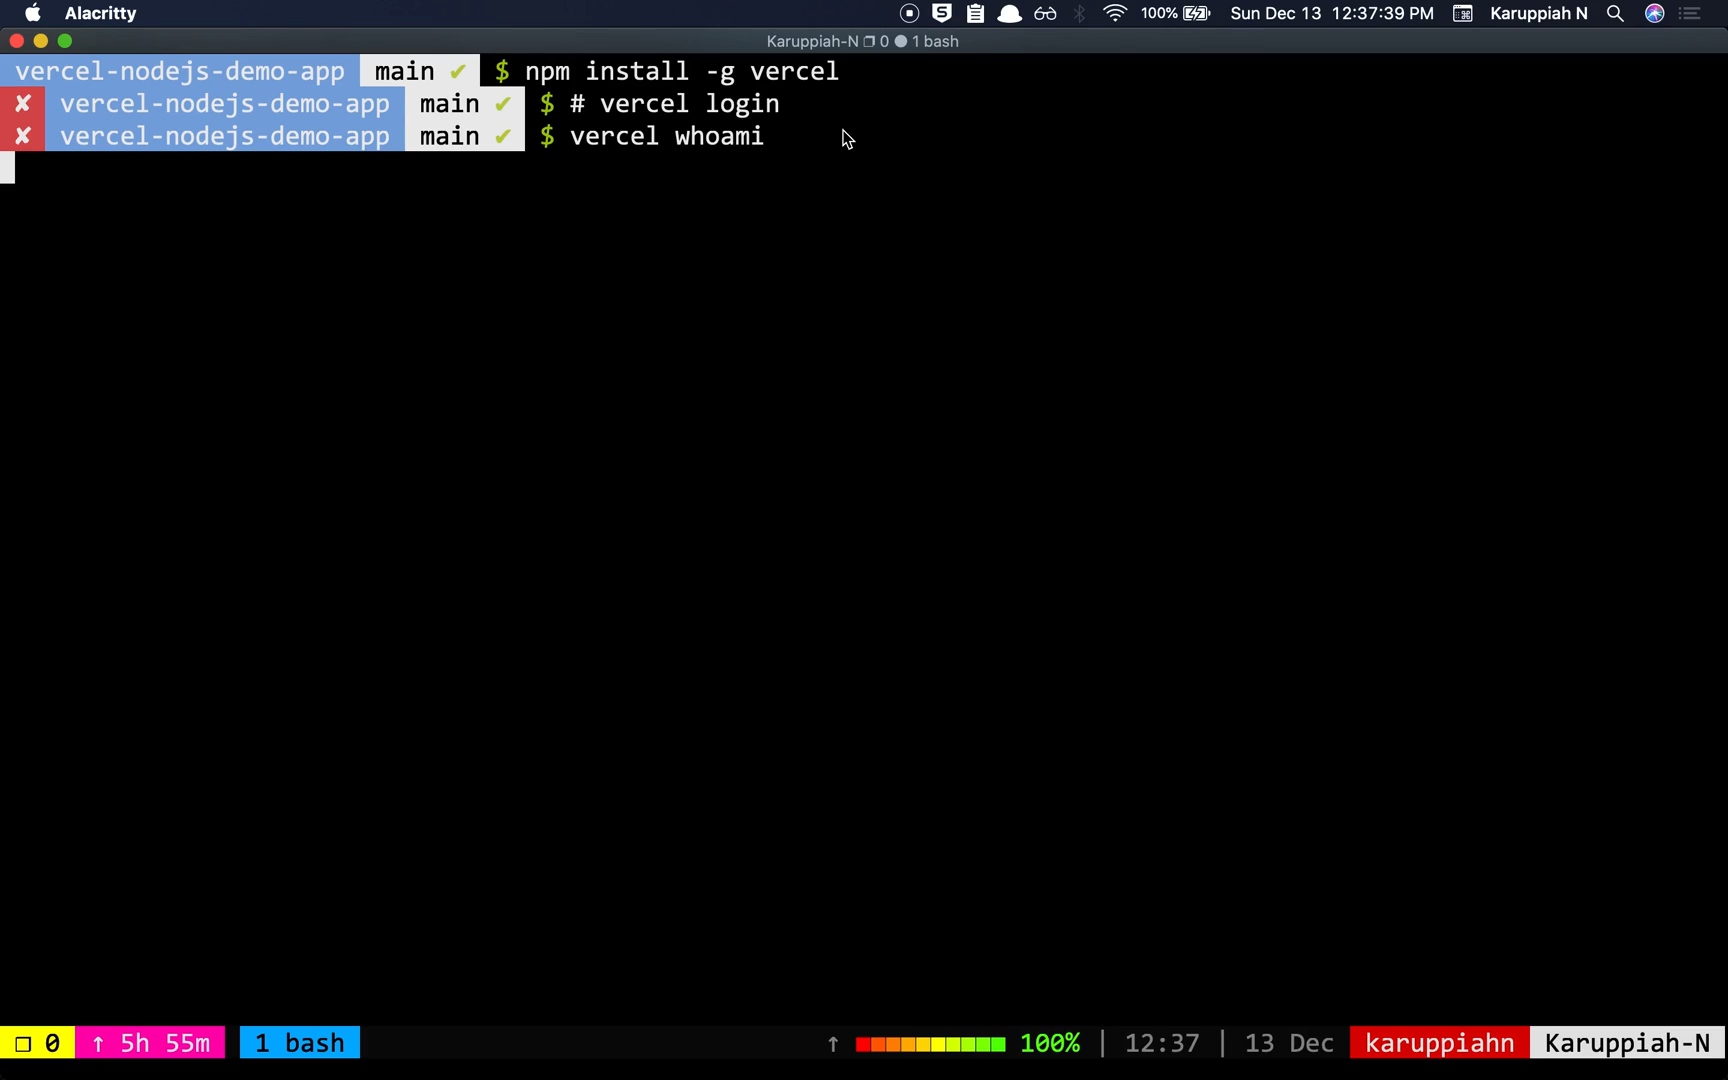 Alacritty 100% Sun Dec 13 12:37:39 PM Karuppiah N
Karuppiah-N ❐ 0 ● 1 bash
vercel-nodejs-demo-app main ✔ $ npm install -g vercel
✘ vercel-nodejs-demo-app main ✔ $ # vercel login
✘ vercel-nodejs-demo-app main ✔ $ vercel whoami
❐ 0 ↑ 5h 55m 1 bash ↑ 100% | 12:37 | 13 Dec karuppiahn Karuppiah-N